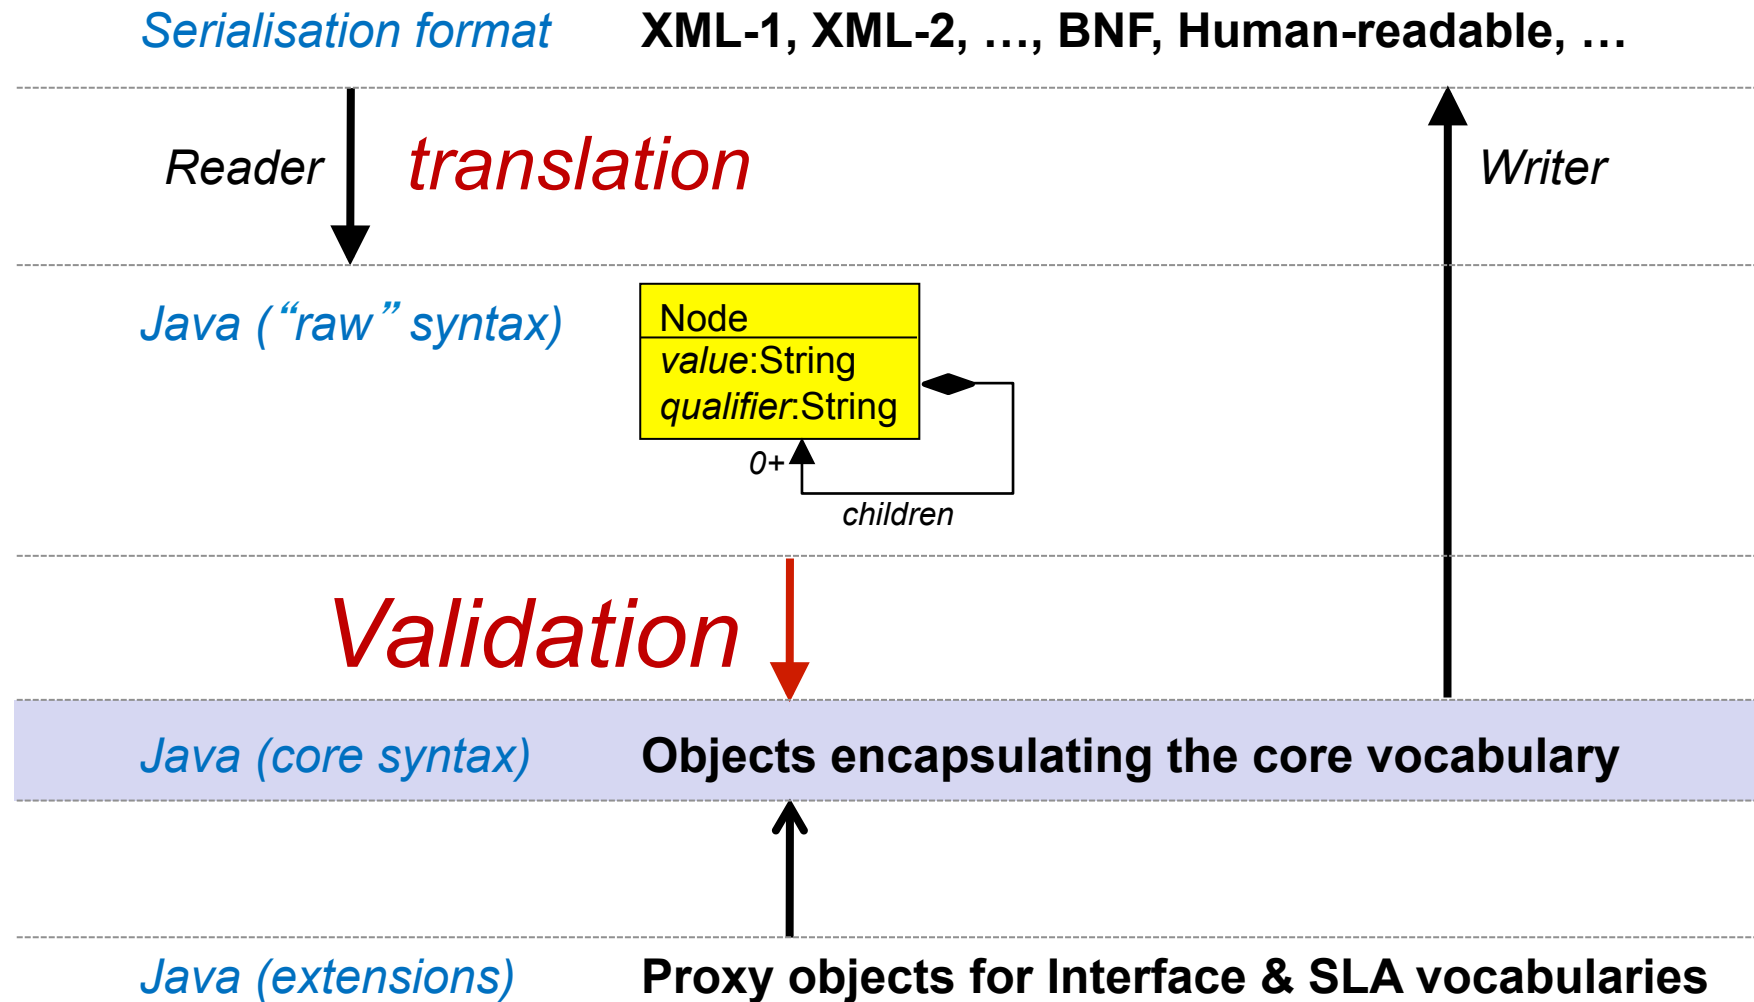 Serialisation format XML-1, XML-2, …, BNF, Human-readable, …
Reader translation Writer
Java (“raw” syntax)
Node
value:String
qualifier:String
0+
children
Validation
Java (core syntax) Objects encapsulating the core vocabulary
Java (extensions) Proxy objects for Interface & SLA vocabularies